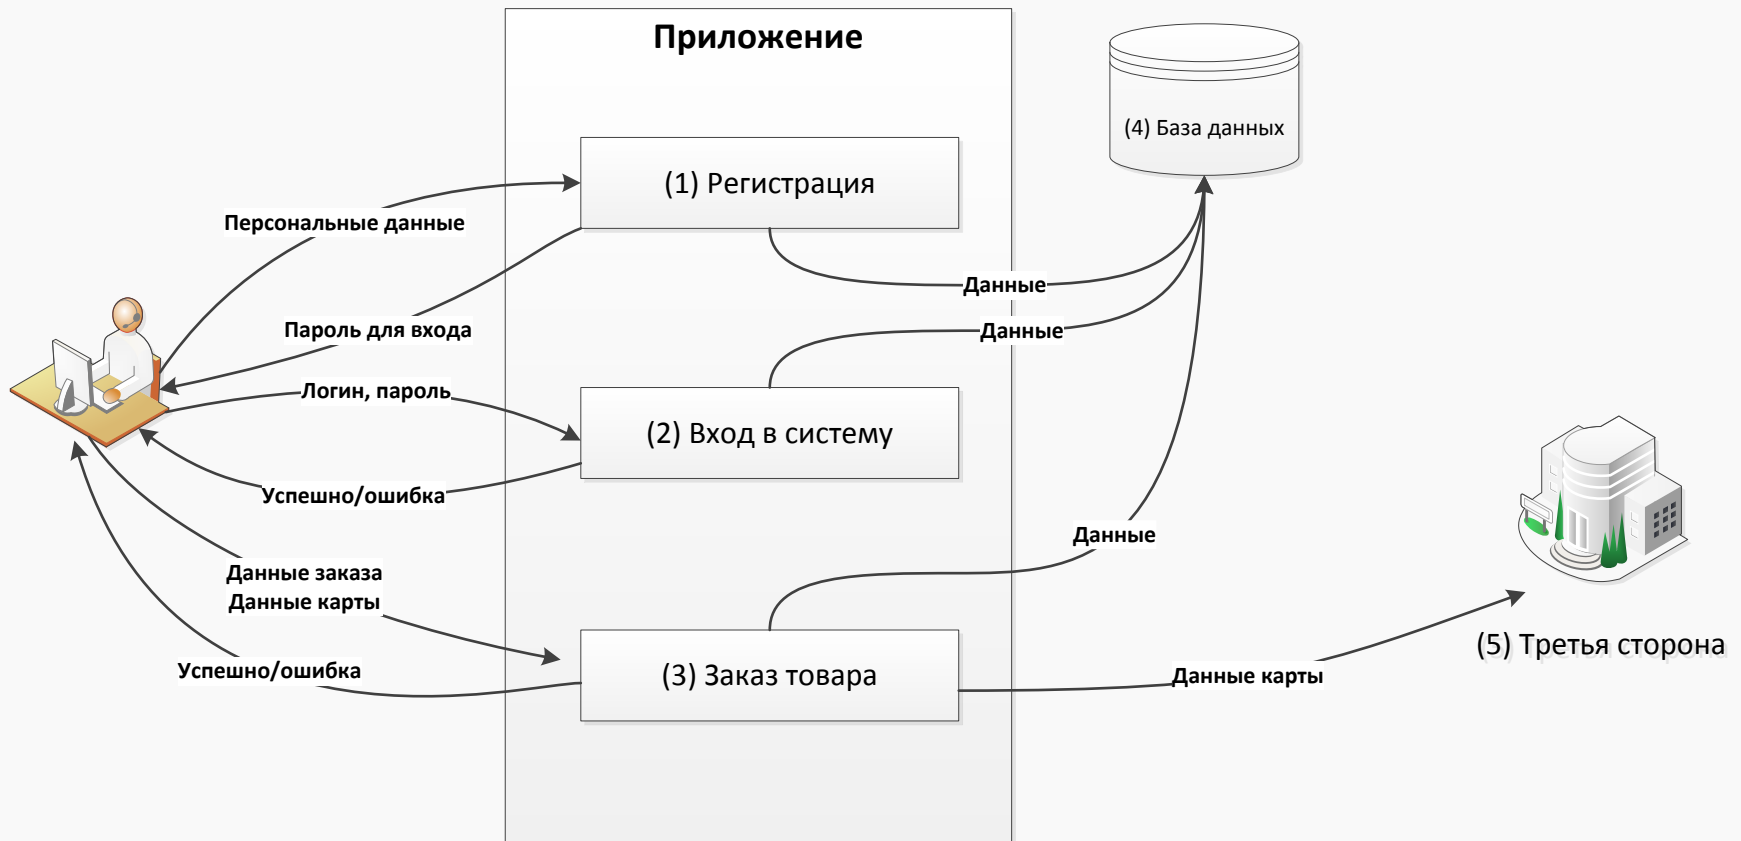 Приложение
(4) База данных
(1) Регистрация
Персональные данные
Данные
Пароль для входа
Данные
Логин, пароль
(2) Вход в систему
Успешно/ошибка
Данные
Данные заказа
Данные карты
(5) Третья сторона
Успешно/ошибка
(3) Заказ товара
Данные карты